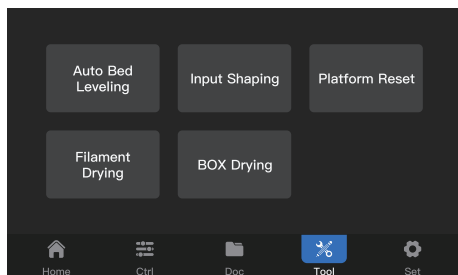 Auto Bed
Leveling
Input Shaping
Platform Reset
Filament
Drying
BOX Drying
Home
Ctrl
Doc
Tool
Set